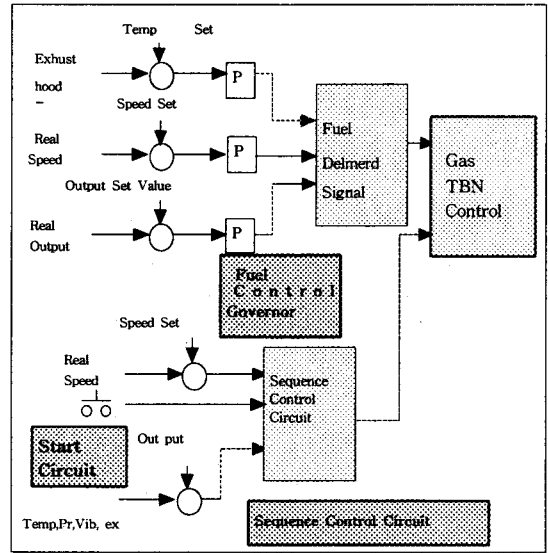 Temp Set
Exhust
hood
Speed Set
Real
Speed
Output Set Value
Real
Output
P
P
P
Fuel
Delmerd
Signal
Gas
TBN
Control
Fuel
Control
Governor
Speed Set
Real
Speed
Sequence
Control
Circuit
Start
Circuit
Out put
Temp,Pr,Vib, ex
Sequence Control Circuit